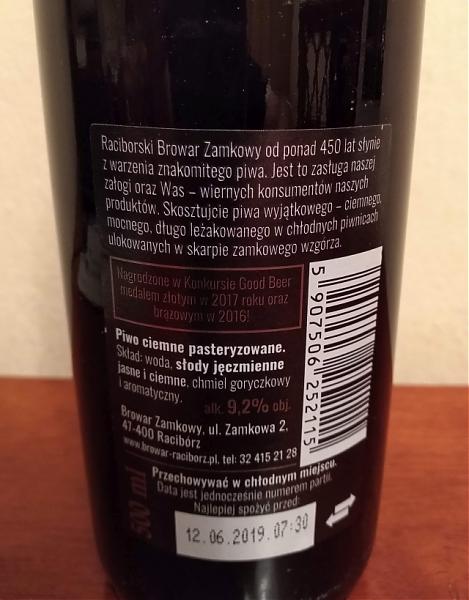 Raciborski Browar Zamkowy od ponad 450 lat słynie
z warzenia znakomitego piwa. Jest to zasługa naszej
załogi oraz Was – wiernych konsumentów naszych
produktów. Skosztujcie piwa wyjątkowego – ciemnego,
mocnego, długo leżakowanego w chłodnych piwnicach
ulokowanych w skarpie zamkowego wzgórza.
Nagrodzone w Konkursie Good Beer
medalem złotym w 2017 roku oraz
brązowym w 2016!
5 907506 252115
Piwo ciemne pasteryzowane.
Skład: woda, słody jęczmienne
jasne i ciemne, chmiel goryczkowy
i aromatyczny.
alk. 9,2% obj.
Browar Zamkowy, ul. Zamkowa 2,
47-400 Racibórz
www.browar-raciborz.pl, tel: 32 415 21 28
500 ml
Przechowywać w chłodnym miejscu.
Data jest jednocześnie numerem partii.
Najlepiej spożyć przed:
12.06.2019.07:30